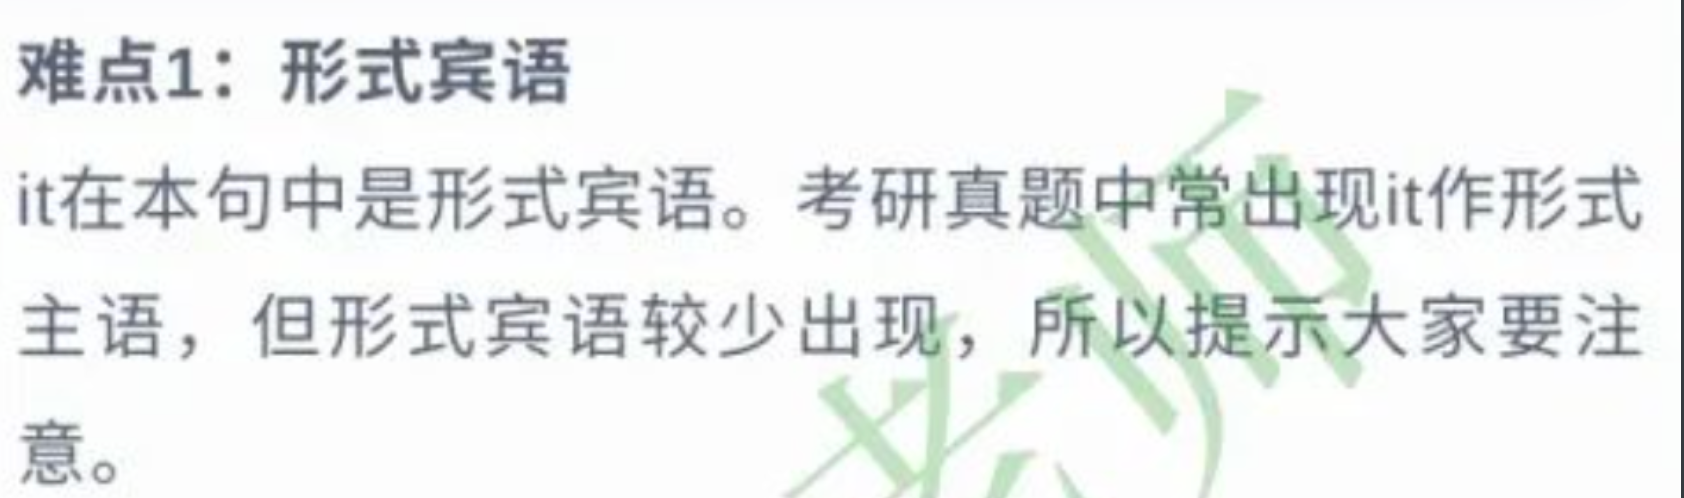 难点1：形式宾语
it在本句中是形式宾语。考研真题中常出现it作形式
主语，但形式宾语较少出现，所以提示大家要注
意。
老师